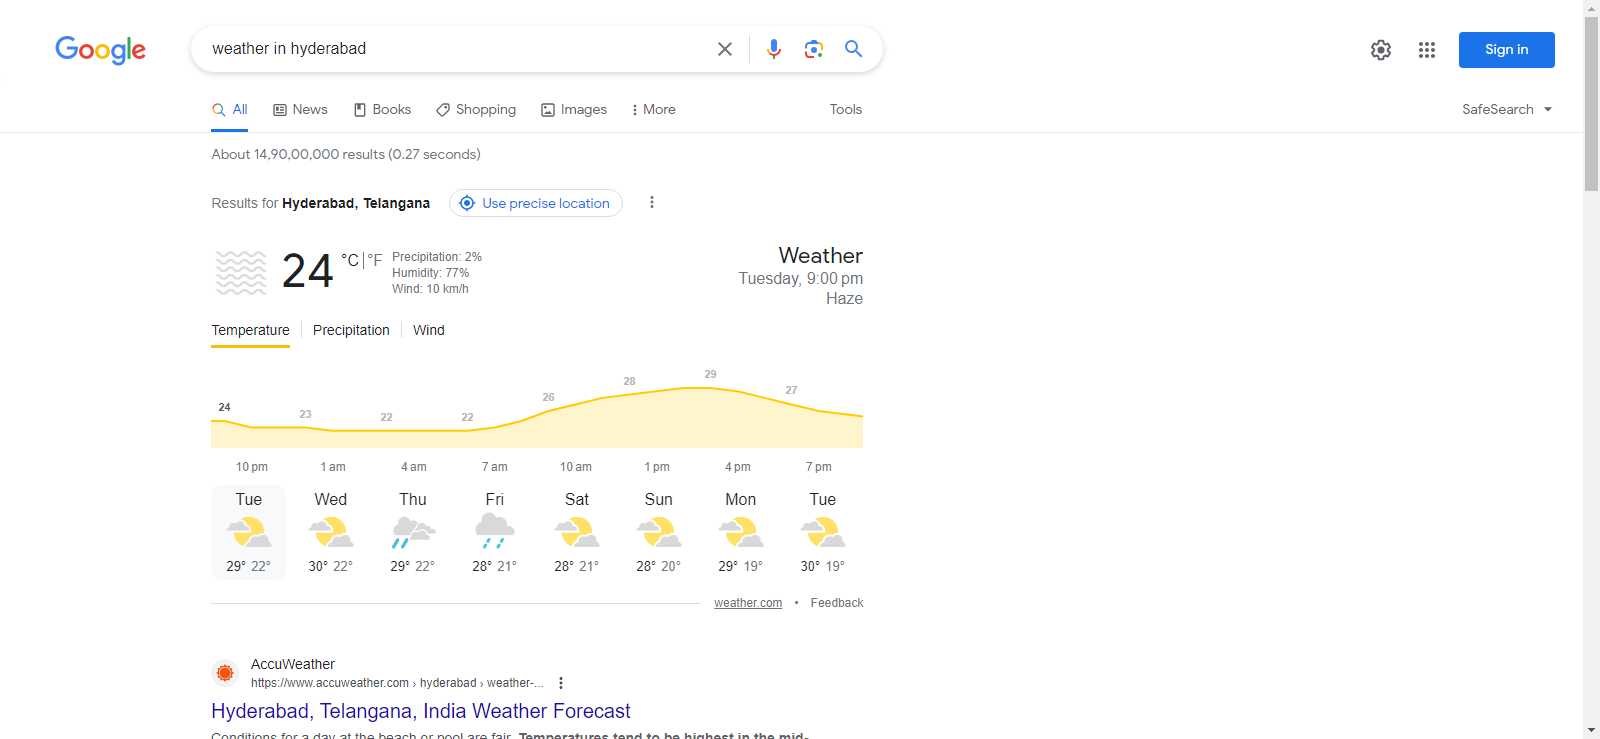 Google
weather in hyderabad
Sign in
All News Books Shopping Images More Tools SafeSearch
About 14,90,00,000 results (0.27 seconds)
Results for Hyderabad, Telangana Use precise location
24 °C | °F
Precipitation: 2%
Humidity: 77%
Wind: 10 km/h
Weather
Tuesday, 9:00 pm
Haze
Temperature Precipitation Wind
24 23 22 22 26 28 29 27
10 pm 1 am 4 am 7 am 10 am 1 pm 4 pm 7 pm
Tue Wed Thu Fri Sat Sun Mon Tue
29° 22° 30° 22° 29° 22° 28° 21° 28° 21° 28° 20° 29° 19° 30° 19°
weather.com • Feedback
AccuWeather
https://www.accuweather.com › hyderabad › weather-...
Hyderabad, Telangana, India Weather Forecast
Conditions for a day at the beach or pool are fair. Temperatures tend to be highest in the mid-